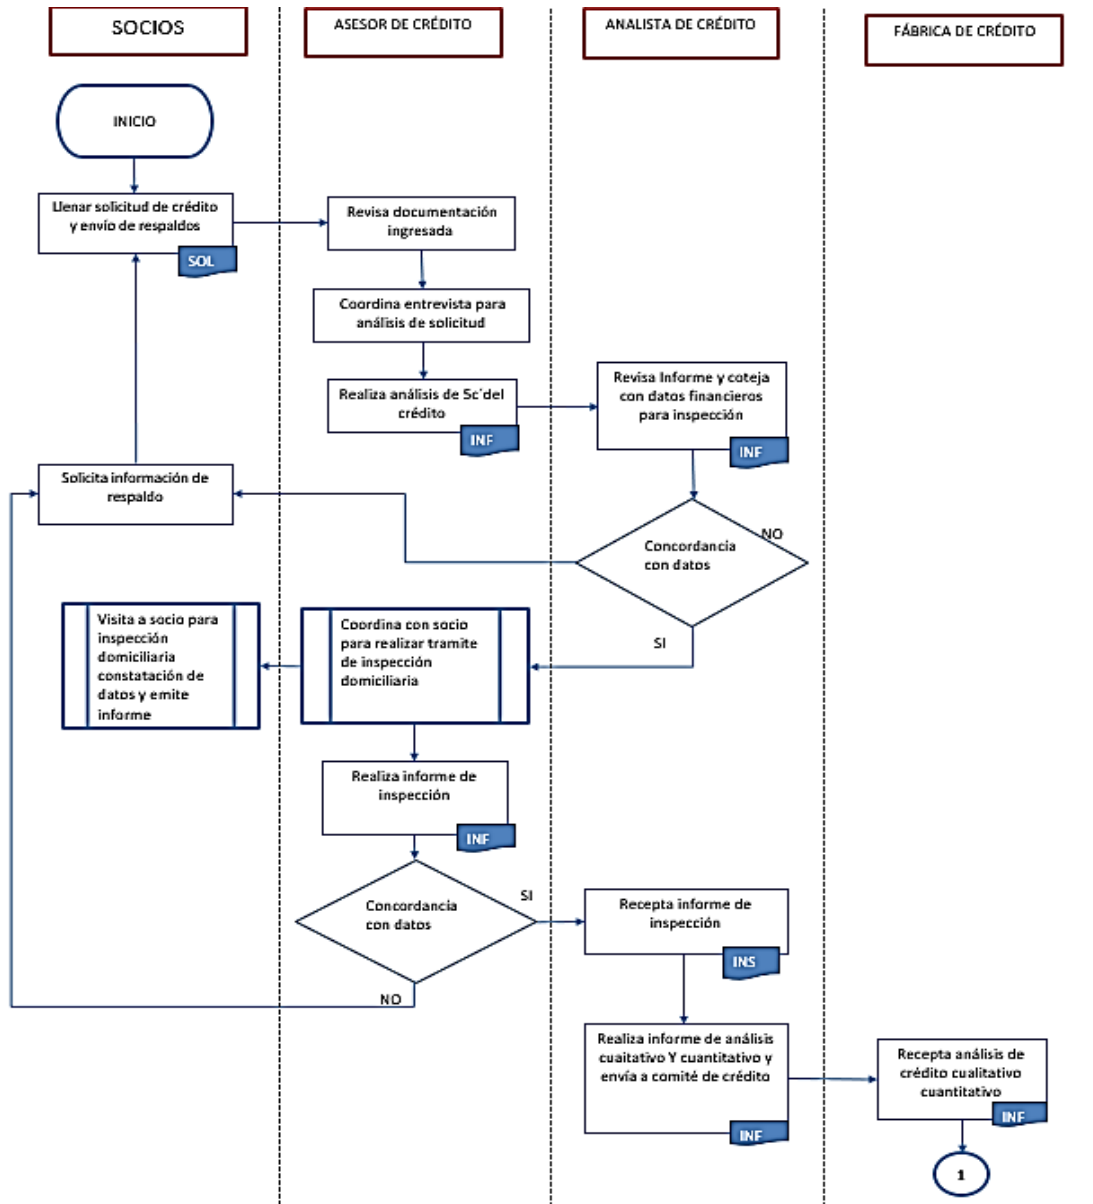 SOCIOS
ASESOR DE CRÉDITO
ANALISTA DE CRÉDITO
FÁBRICA DE CRÉDITO
INICIO
Llenar solicitud de crédito
y envío de respaldos
SOL
Revisa documentación
ingresada
Coordina entrevista para
análisis de solicitud
Realiza análisis de 5c´del
crédito
INF
Revisa Informe y coteja
con datos financieros
para inspección
INF
Solicita información de
respaldo
Concordancia
con datos
NO
SI
Visita a socio para
inspección
domiciliaria
constatación de
datos y emite
informe
Coordina con socio
para realizar tramite
de inspección
domiciliaria
Realiza informe de
inspección
INF
Concordancia
con datos
SI
NO
Recepta informe de
inspección
INS
Realiza informe de análisis
cuaitativo Y cuantitativo y
envía a comité de crédito
INF
Recepta análisis de
crédito cualitativo
cuantitativo
INF
1